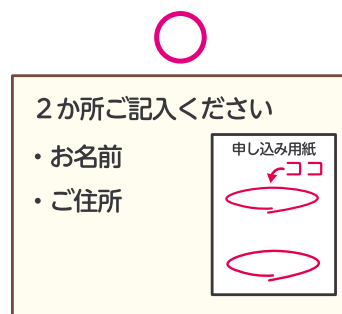 ２か所ご記入ください
・お名前
・ご住所
申し込み用紙
ココ